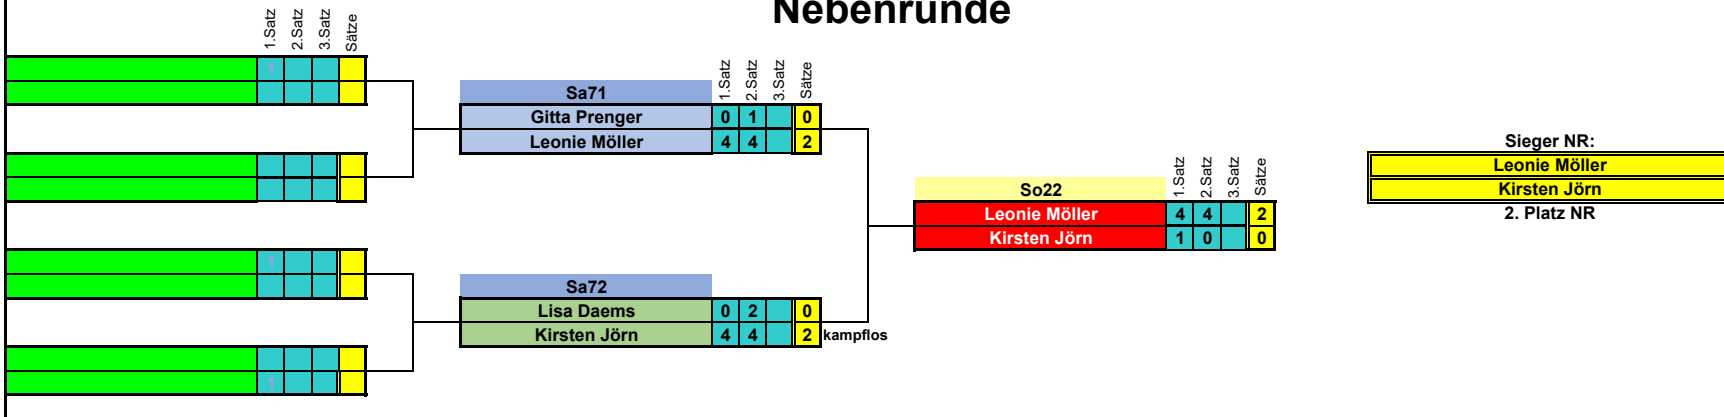 Nebenrunde
1.Satz 2.Satz 3.Satz Sätze
1
1
1
Sa71 1.Satz 2.Satz 3.Satz Sätze
Gitta Prenger 0 1 0
Leonie Möller 4 4 2
Sa72
Lisa Daems 0 2 0
Kirsten Jörn 4 4 2 kampflos
So22 1.Satz 2.Satz 3.Satz Sätze
Leonie Möller 4 4 2
Kirsten Jörn 1 0 0
Sieger NR:
Leonie Möller
Kirsten Jörn
2. Platz NR